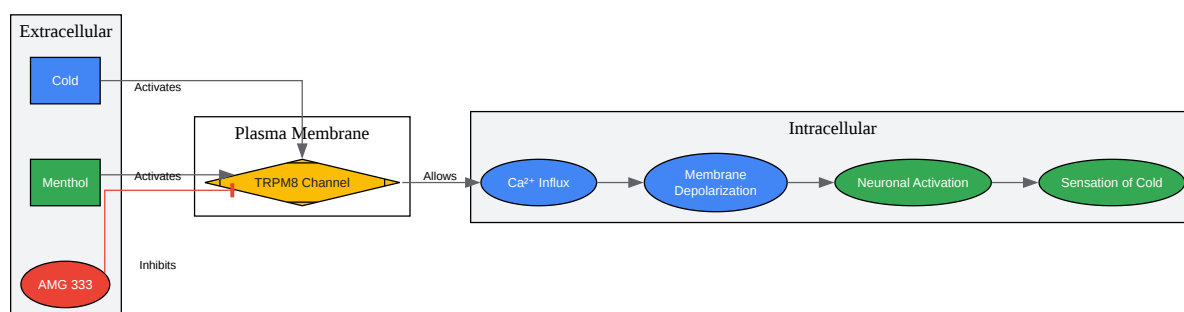 Extracellular
Cold
Activates
Plasma Membrane
Intracellular
Menthol
Activates
TRPM8 Channel
Allows
Ca²⁺ Influx
Membrane
Depolarization
Neuronal Activation
Sensation of Cold
Inhibits
AMG 333